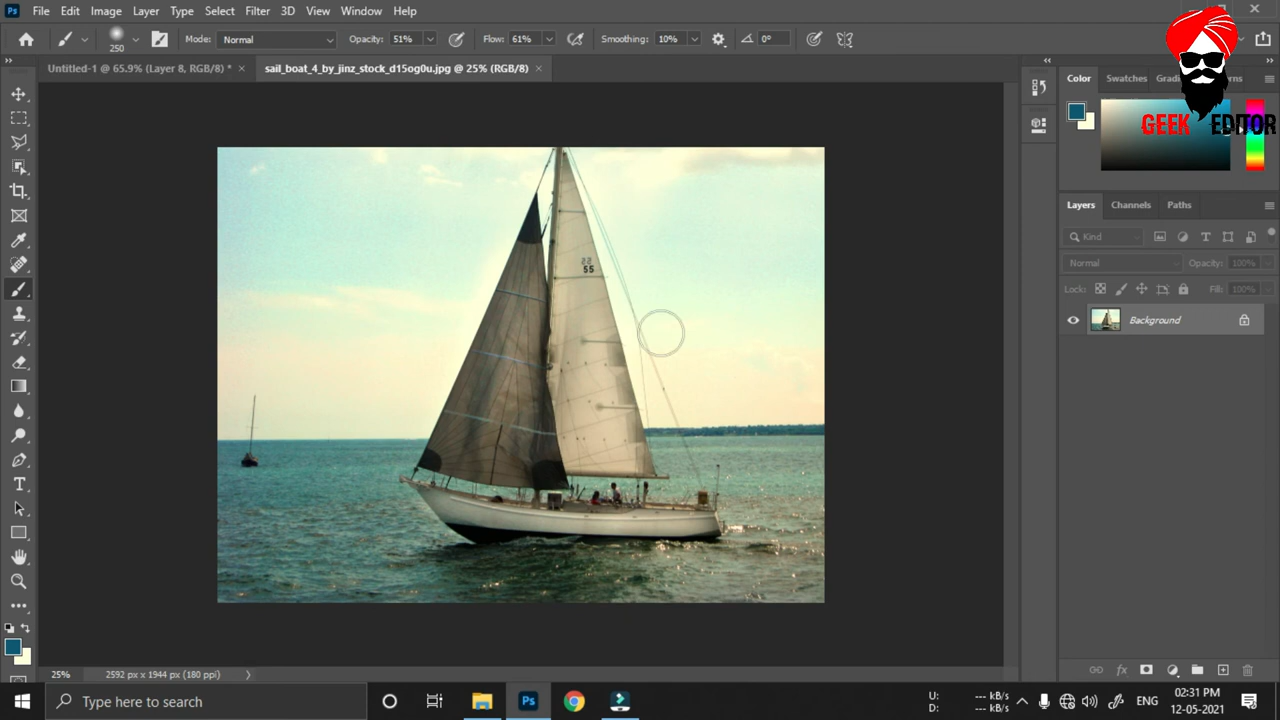 Ps File Edit Image Layer Type Select Filter 3D View Window Help
250 Mode: Normal Opacity: 51% Flow: 61% Smoothing: 10% 0°
Untitled-1 @ 65.9% (Layer 8, RGB/8) * × sail_boat_4_by_jinz_stock_d15og0u.jpg @ 25% (RGB/8) ×
Color Swatches
GEEK EDITOR
Layers Channels Paths
Kind
Normal Opacity: 100%
Lock: Fill: 100%
Background
55
55
25% 2592 px x 1944 px (180 ppi)
Type here to search
Ps
U: --- kB/s
D: --- kB/s
ENG
02:31 PM
12-05-2021